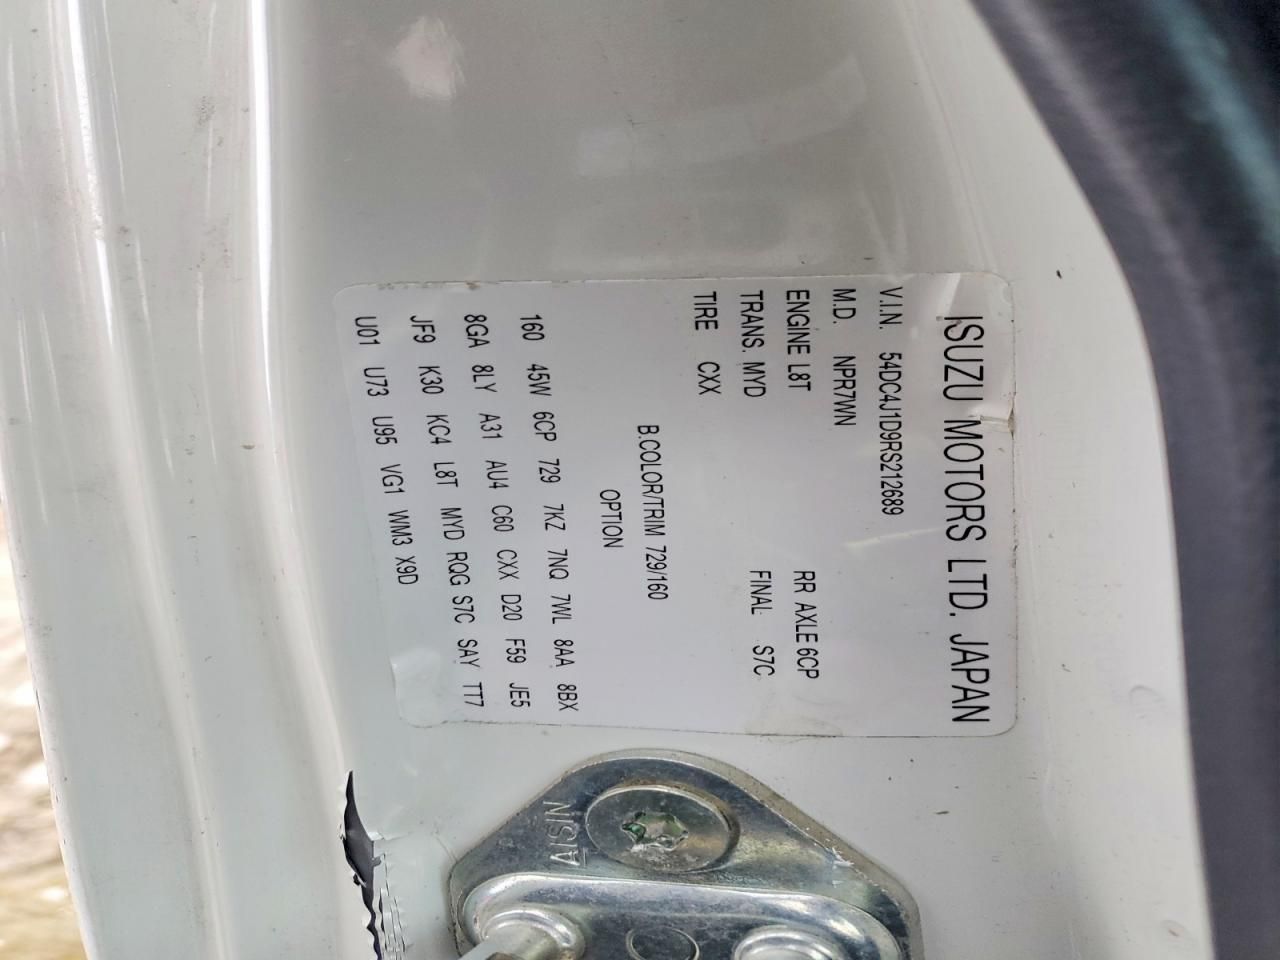 ISUZU MOTORS LTD. JAPAN
V.I.N. 54DC4J1D9RS212689
M.D. NPR7WN
ENGINE L8T RR AXLE 6CP
TRANS. MYD FINAL S7C
TIRE CXX
B.COLOR/TRIM 729/160
OPTION
160 45W 6CP 729 7KZ 7NQ 7WL 8AA 8BX
8GA 8LY A31 AU4 C60 CXX D20 F59 JE5
JF9 K30 KC4 L8T MYD RQG S7C SAY TT7
U01 U73 U95 VG1 WM3 X9D
AISIN